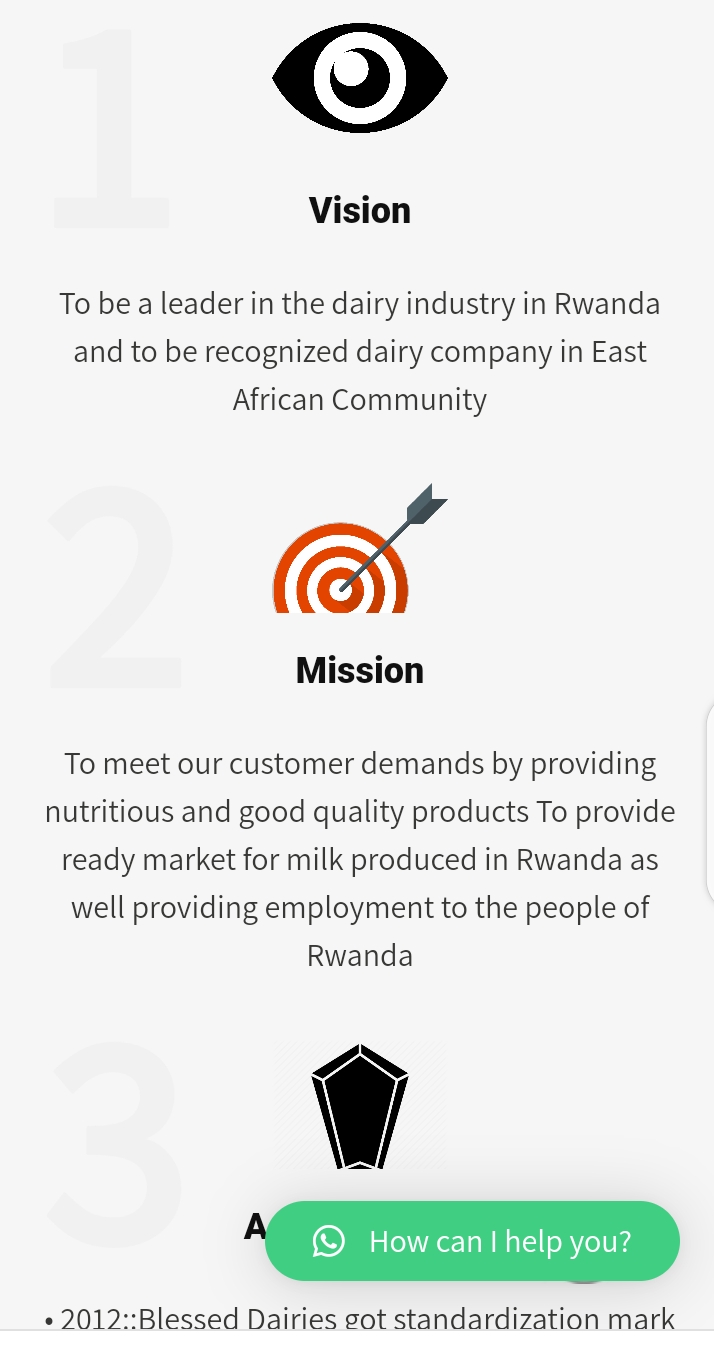 1
Vision
To be a leader in the dairy industry in Rwanda
and to be recognized dairy company in East
African Community
2
Mission
To meet our customer demands by providing
nutritious and good quality products To provide
ready market for milk produced in Rwanda as
well providing employment to the people of
Rwanda
3
A
How can I help you?
• 2012::Blessed Dairies got standardization mark